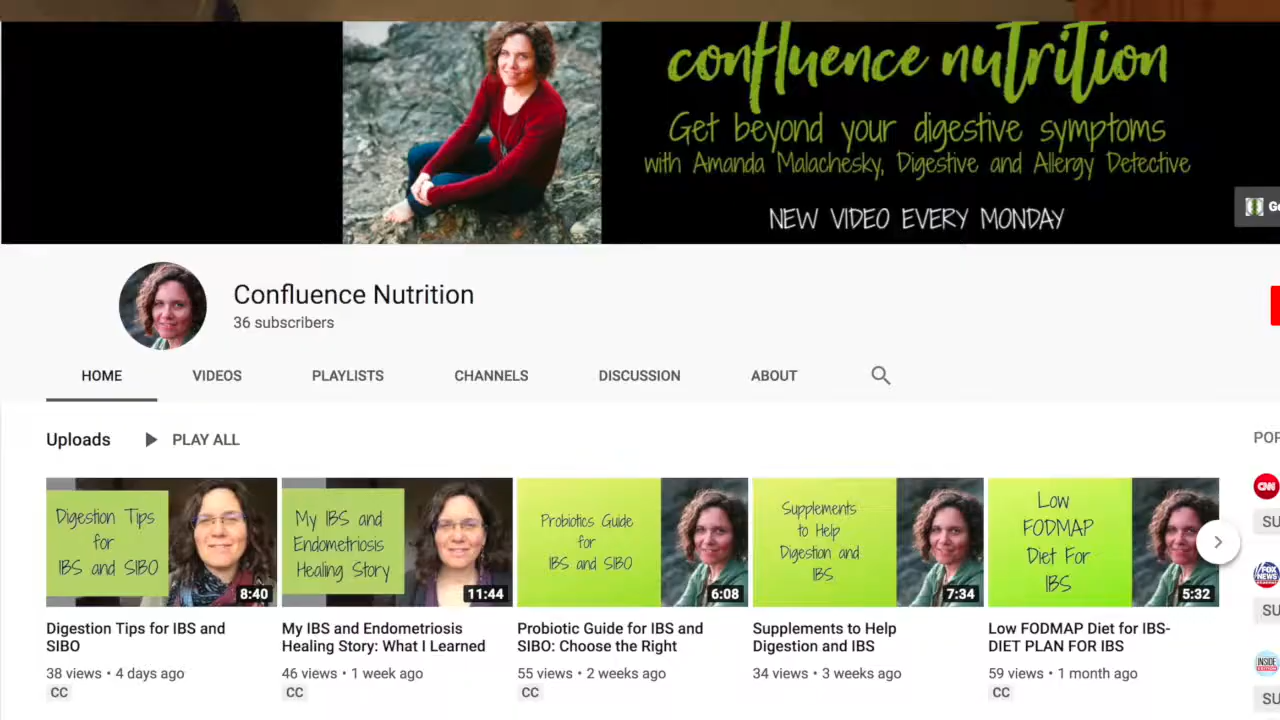 confluence nutrition
Get beyond your digestive symptoms
with Amanda Malachesky, Digestive and Allergy Detective
NEW VIDEO EVERY MONDAY
Confluence Nutrition
36 subscribers
HOME VIDEOS PLAYLISTS CHANNELS DISCUSSION ABOUT
Uploads PLAY ALL
Digestion Tips
for
IBS and SIBO
8:40
My IBS and
Endometriosis
Healing Story
11:44
Probiotics Guide
for
IBS and SIBO
6:08
Supplements
to Help
Digestion and
IBS
7:34
Low
FODMAP
Diet For
IBS
5:32
Digestion Tips for IBS and
SIBO
38 views • 4 days ago
CC
My IBS and Endometriosis
Healing Story: What I Learned
46 views • 1 week ago
CC
Probiotic Guide for IBS and
SIBO: Choose the Right
55 views • 2 weeks ago
CC
Supplements to Help
Digestion and IBS
34 views • 3 weeks ago
Low FODMAP Diet for IBS-
DIET PLAN FOR IBS
59 views • 1 month ago
CC
CNN
FOX
NEWS
INSIDE
EDITION